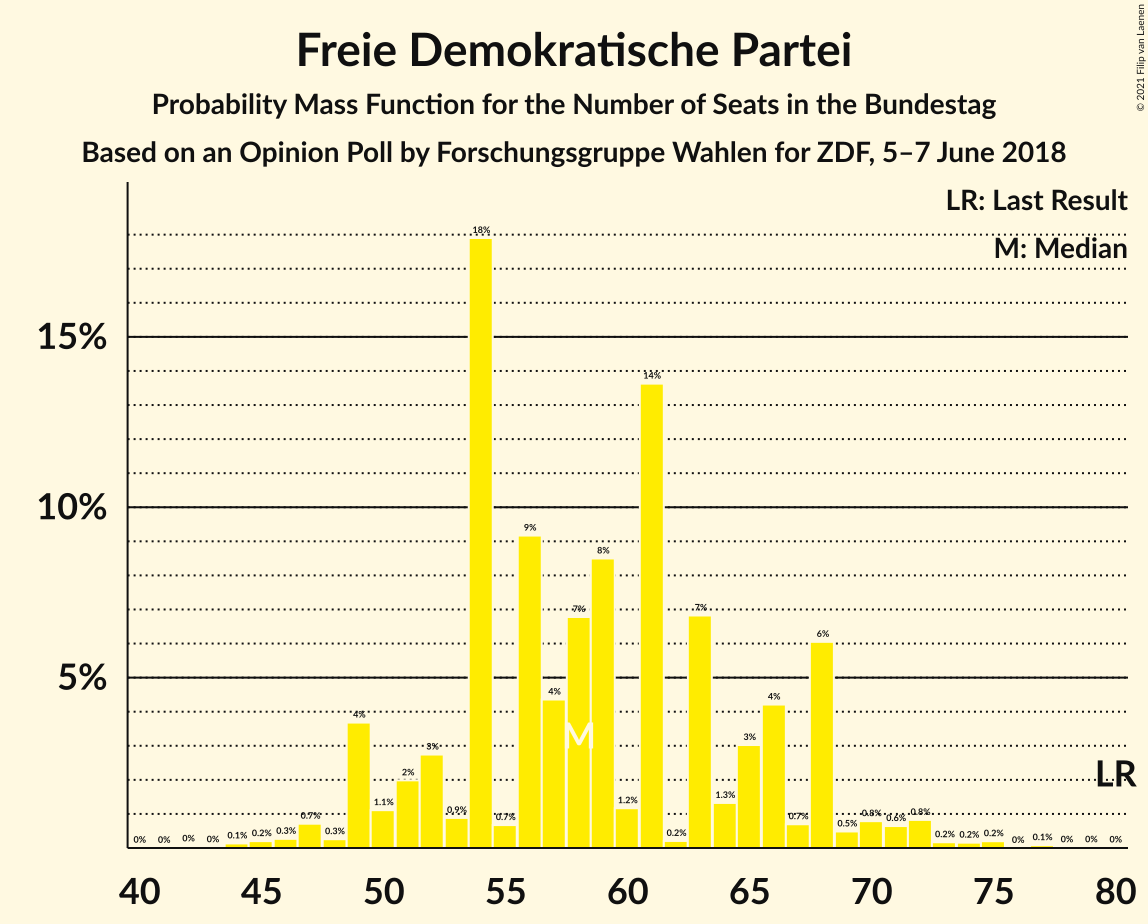 Freie Demokratische Partei
Probability Mass Function for the Number of Seats in the Bundestag
Based on an Opinion Poll by Forschungsgruppe Wahlen for ZDF, 5–7 June 2018
© 2021 Filip van Laenen
LR: Last Result
M: Median
15%
10%
5%
0% 0% 0% 0% 0.1% 0.2% 0.3% 0.7% 0.3% 4% 1.1% 2% 3% 0.9% 18% 0.7% 9% 4% 7% 8% 1.2% 14% 0.2% 7% 1.3% 3% 4% 0.7% 6% 0.5% 0.8% 0.6% 0.8% 0.2% 0.2% 0.2% 0% 0.1% 0% 0% 0%
M
LR
40 45 50 55 60 65 70 75 80